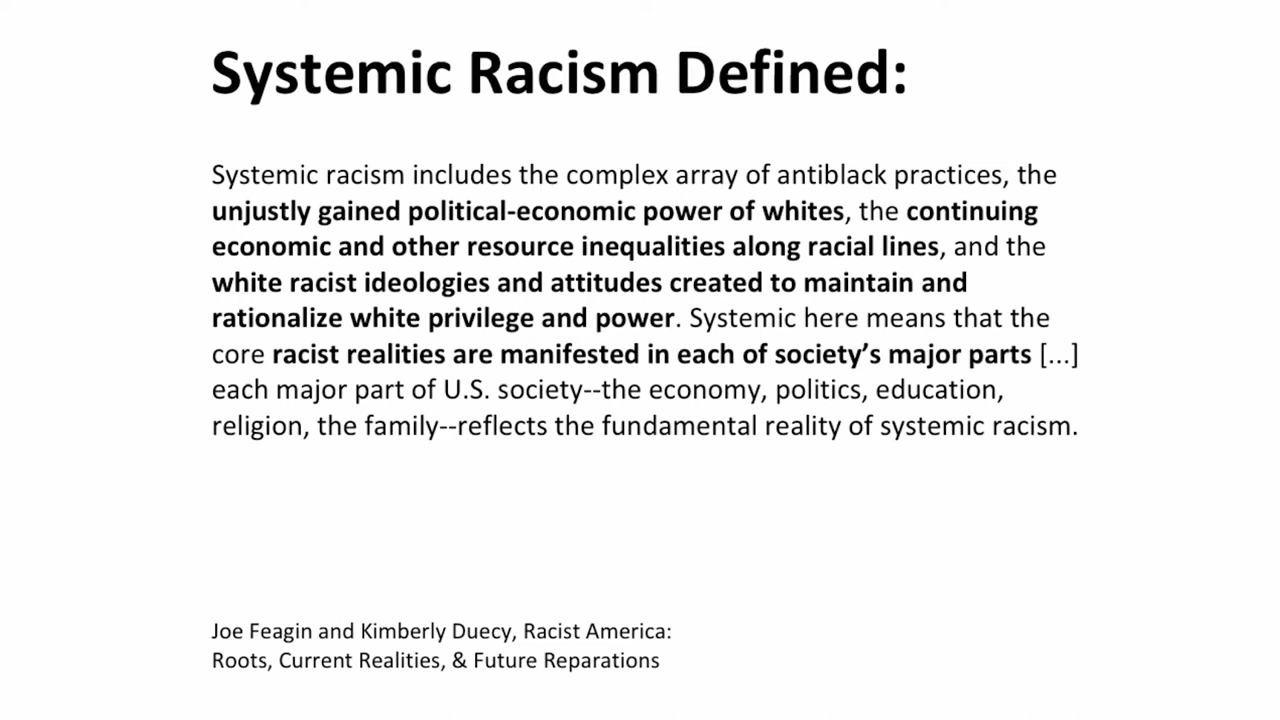 Systemic Racism Defined:
Systemic racism includes the complex array of antiblack practices, the
unjustly gained political-economic power of whites, the continuing
economic and other resource inequalities along racial lines, and the
white racist ideologies and attitudes created to maintain and
rationalize white privilege and power. Systemic here means that the
core racist realities are manifested in each of society’s major parts [...]
each major part of U.S. society--the economy, politics, education,
religion, the family--reflects the fundamental reality of systemic racism.
Joe Feagin and Kimberly Duecy, Racist America:
Roots, Current Realities, & Future Reparations